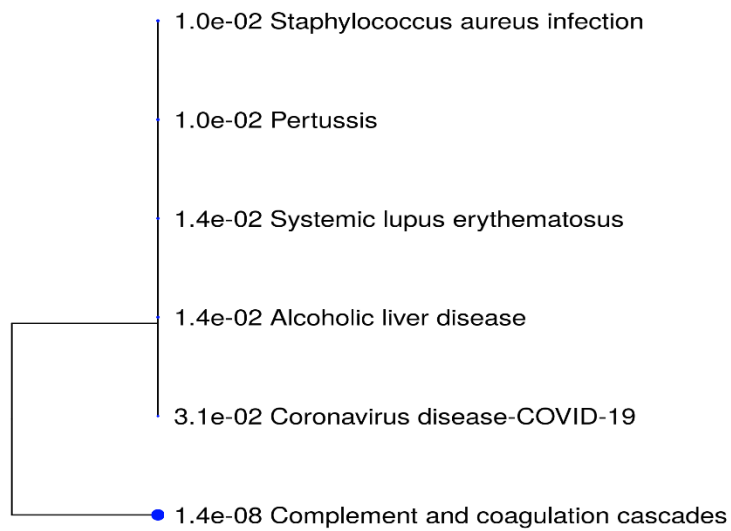 1.0e-02 Staphylococcus aureus infection
1.0e-02 Pertussis
1.4e-02 Systemic lupus erythematosus
1.4e-02 Alcoholic liver disease
3.1e-02 Coronavirus disease-COVID-19
1.4e-08 Complement and coagulation cascades